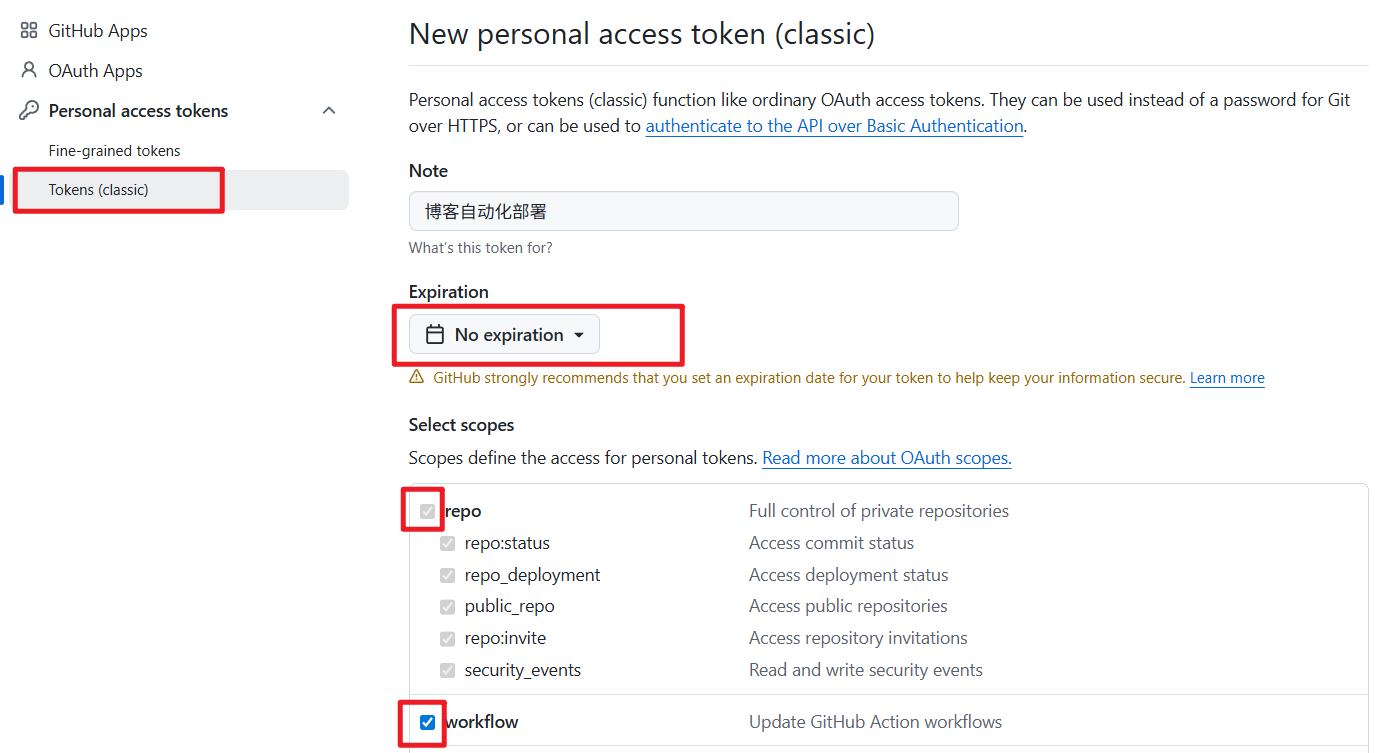 GitHub Apps
OAuth Apps
Personal access tokens
Fine-grained tokens
Tokens (classic)
New personal access token (classic)
Personal access tokens (classic) function like ordinary OAuth access tokens. They can be used instead of a password for Git
over HTTPS, or can be used to authenticate to the API over Basic Authentication.
Note
博客自动化部署
What's this token for?
Expiration
No expiration
GitHub strongly recommends that you set an expiration date for your token to help keep your information secure. Learn more
Select scopes
Scopes define the access for personal tokens. Read more about OAuth scopes.
repo Full control of private repositories
repo:status Access commit status
repo_deployment Access deployment status
public_repo Access public repositories
repo:invite Access repository invitations
security_events Read and write security events
workflow Update GitHub Action workflows